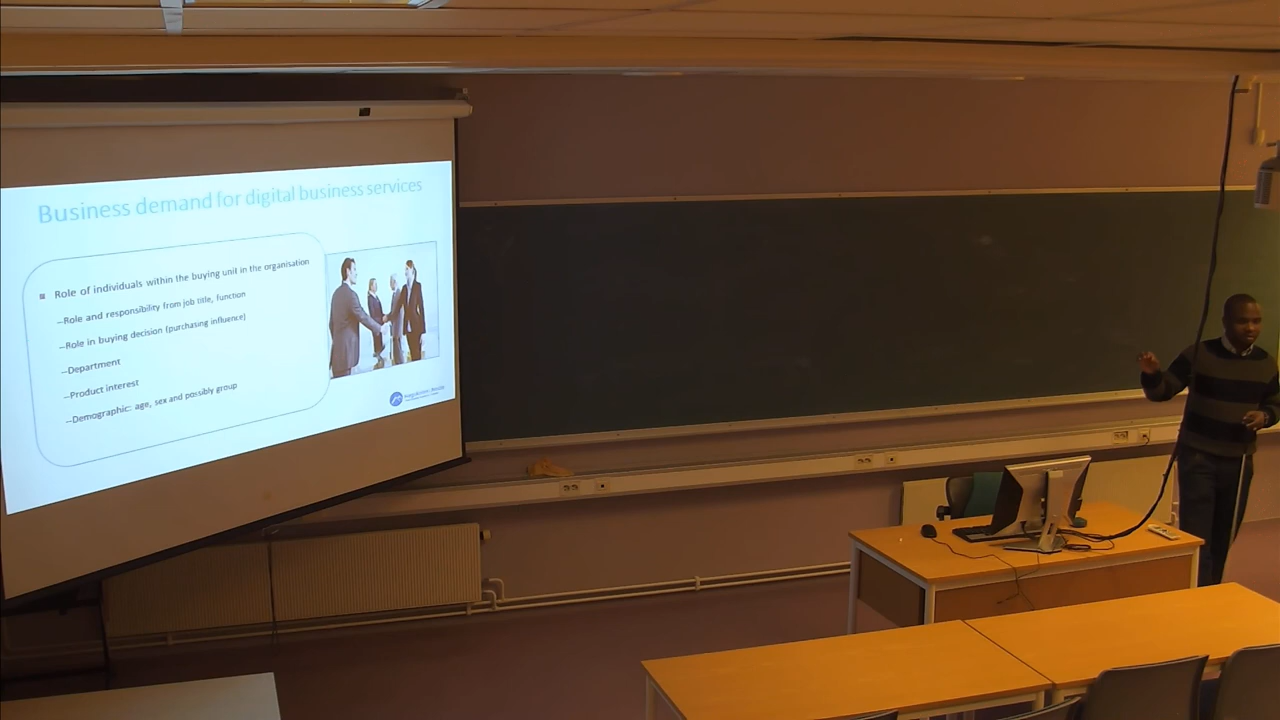 Business demand for digital business services
Role of individuals within the buying unit in the organisation
–Role and responsibility from job title, function
–Role in buying decision (purchasing influence)
–Department
–Product interest
–Demographic: age, sex and possibly group